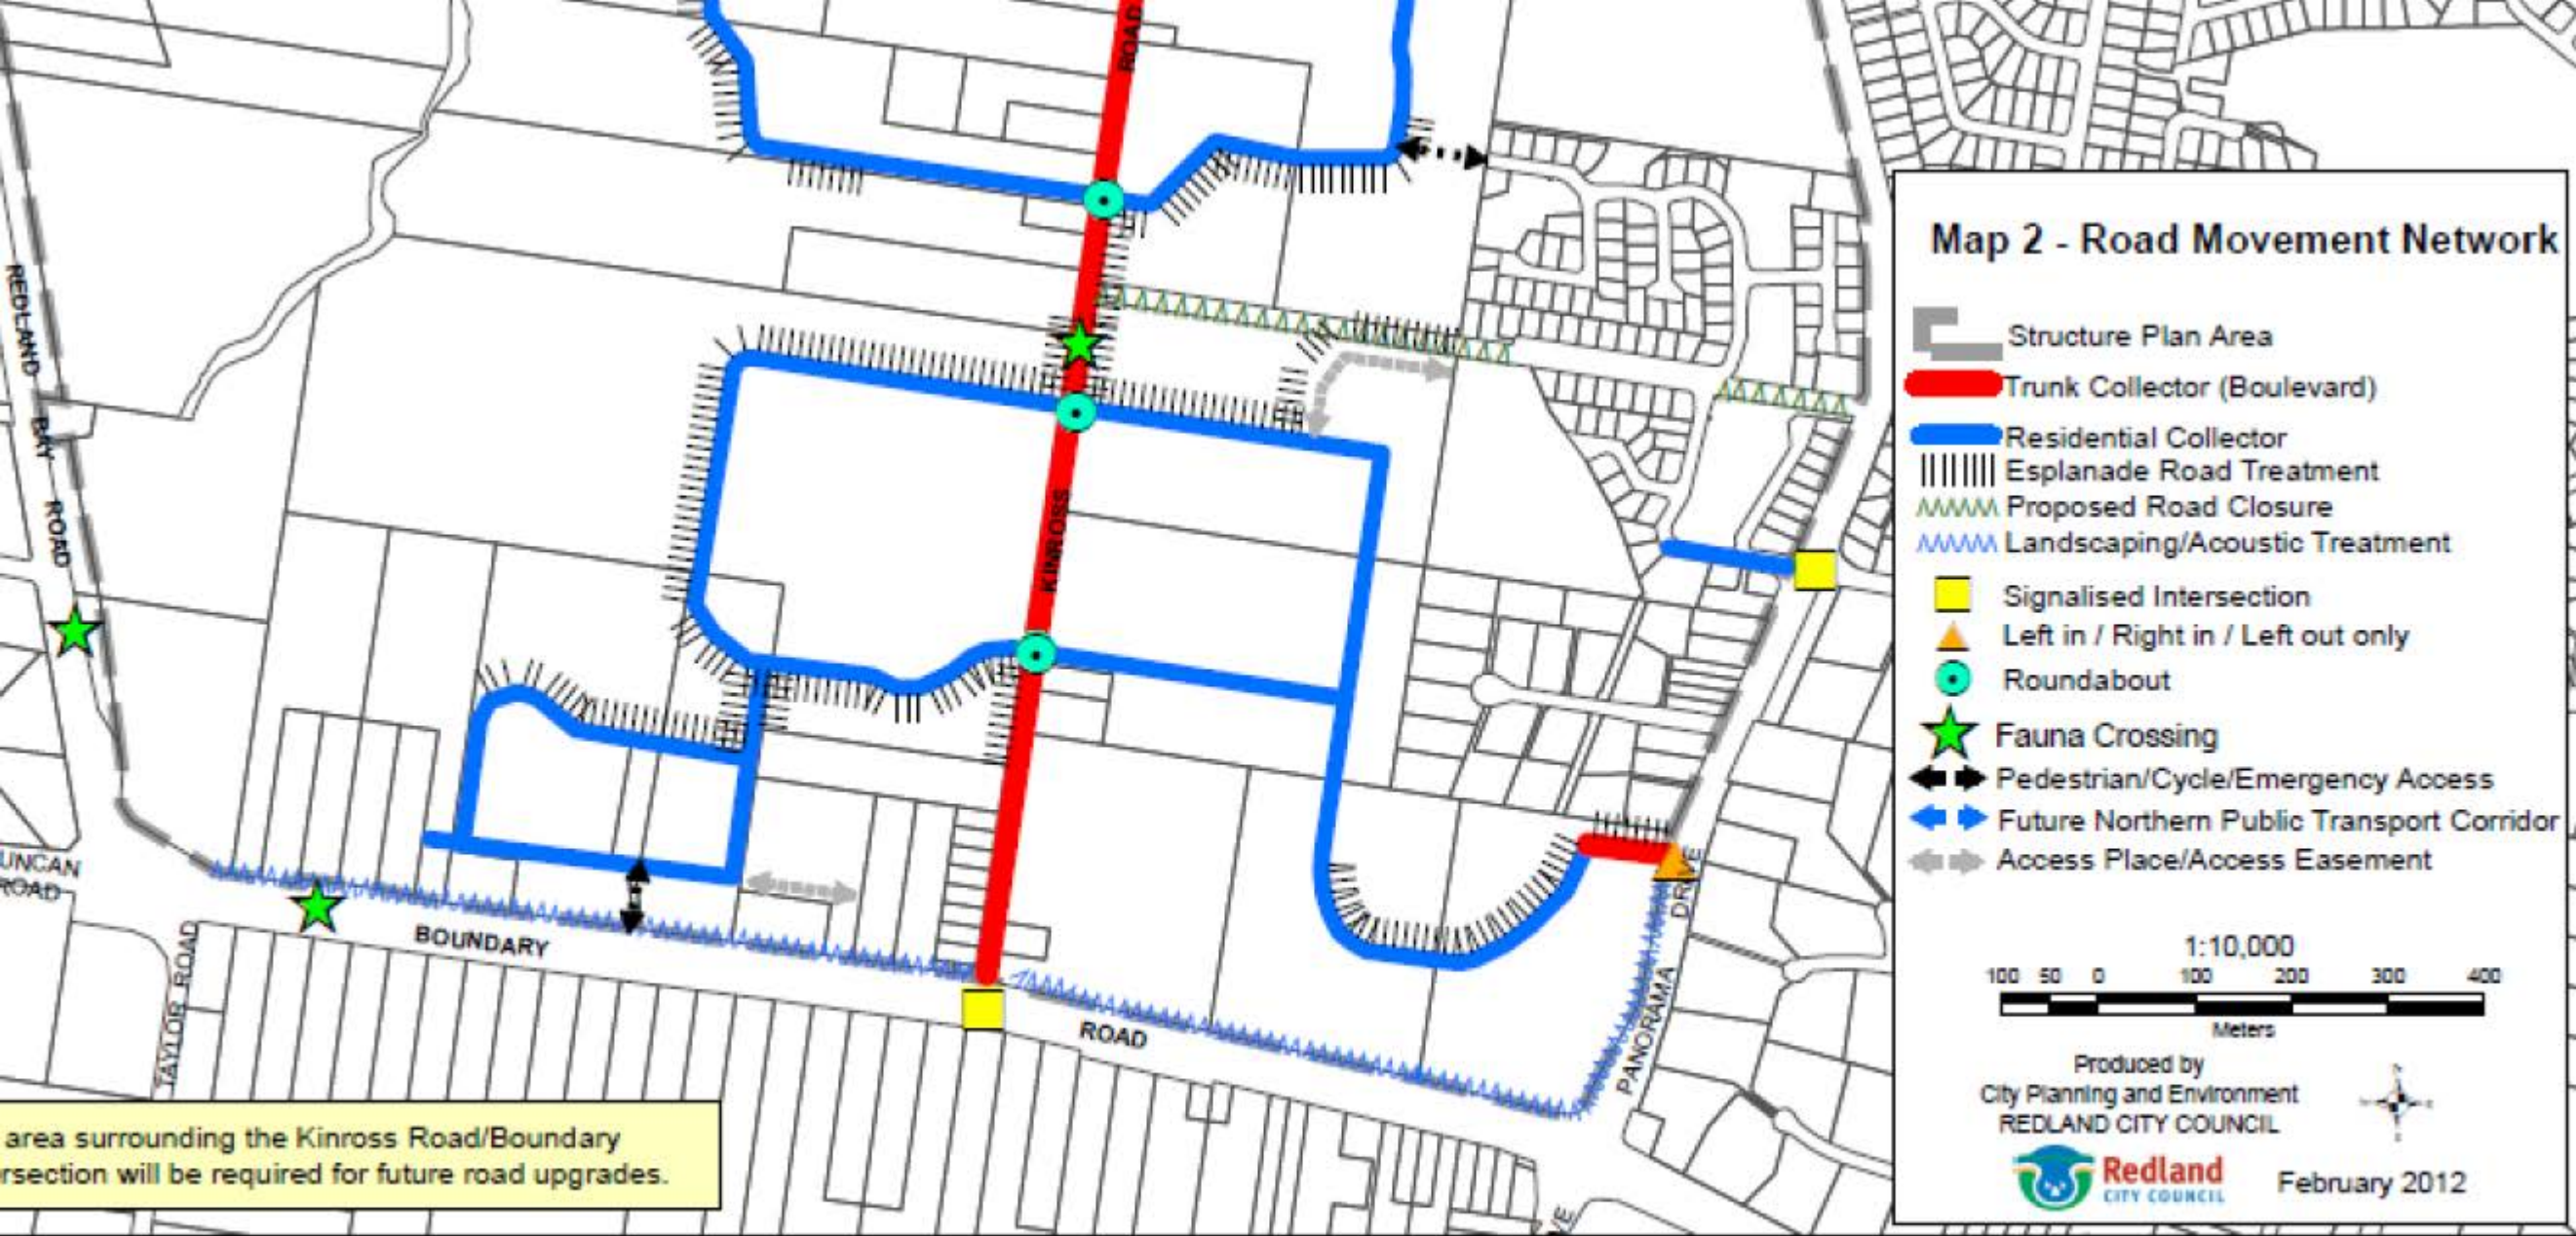 ROAD
REDLAND
BAY
ROAD
KINROSS
UNCAN
ROAD
TAYLOR ROAD
BOUNDARY
ROAD
PANORAMA
DRIVE
VE
area surrounding the Kinross Road/Boundary
rsection will be required for future road upgrades.
Map 2 - Road Movement Network
Structure Plan Area
Trunk Collector (Boulevard)
Residential Collector
Esplanade Road Treatment
Proposed Road Closure
Landscaping/Acoustic Treatment
Signalised Intersection
Left in / Right in / Left out only
Roundabout
Fauna Crossing
Pedestrian/Cycle/Emergency Access
Future Northern Public Transport Corridor
Access Place/Access Easement
1:10,000
100 50 0 100 200 300 400
Meters
Produced by
City Planning and Environment
REDLAND CITY COUNCIL
Redland
CITY COUNCIL
February 2012